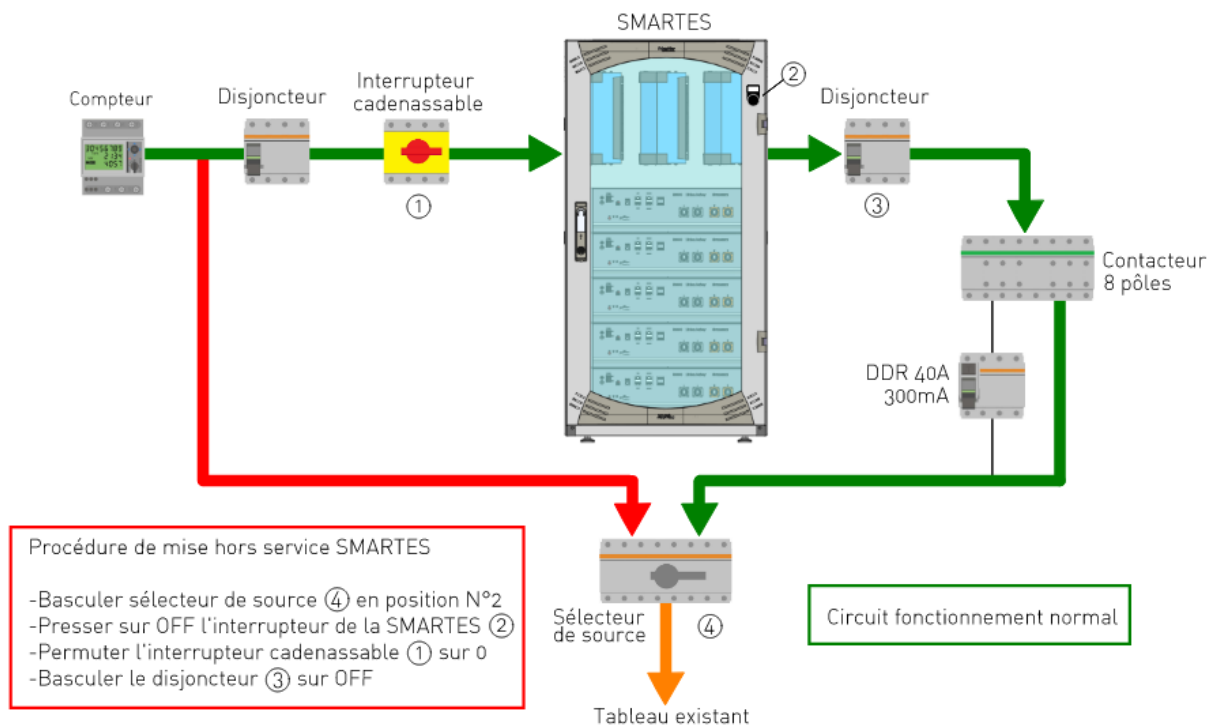 SMARTES
Compteur
Disjoncteur
Interrupteur
cadenassable
①
②
Disjoncteur
③
Contacteur
8 pôles
DDR 40A
300mA
Procédure de mise hors service SMARTES
-Basculer sélecteur de source ④ en position N°2
-Presser sur OFF l'interrupteur de la SMARTES ②
-Permuter l'interrupteur cadenassable ① sur 0
-Basculer le disjoncteur ③ sur OFF
Sélecteur
de source
④
Circuit fonctionnement normal
Tableau existant